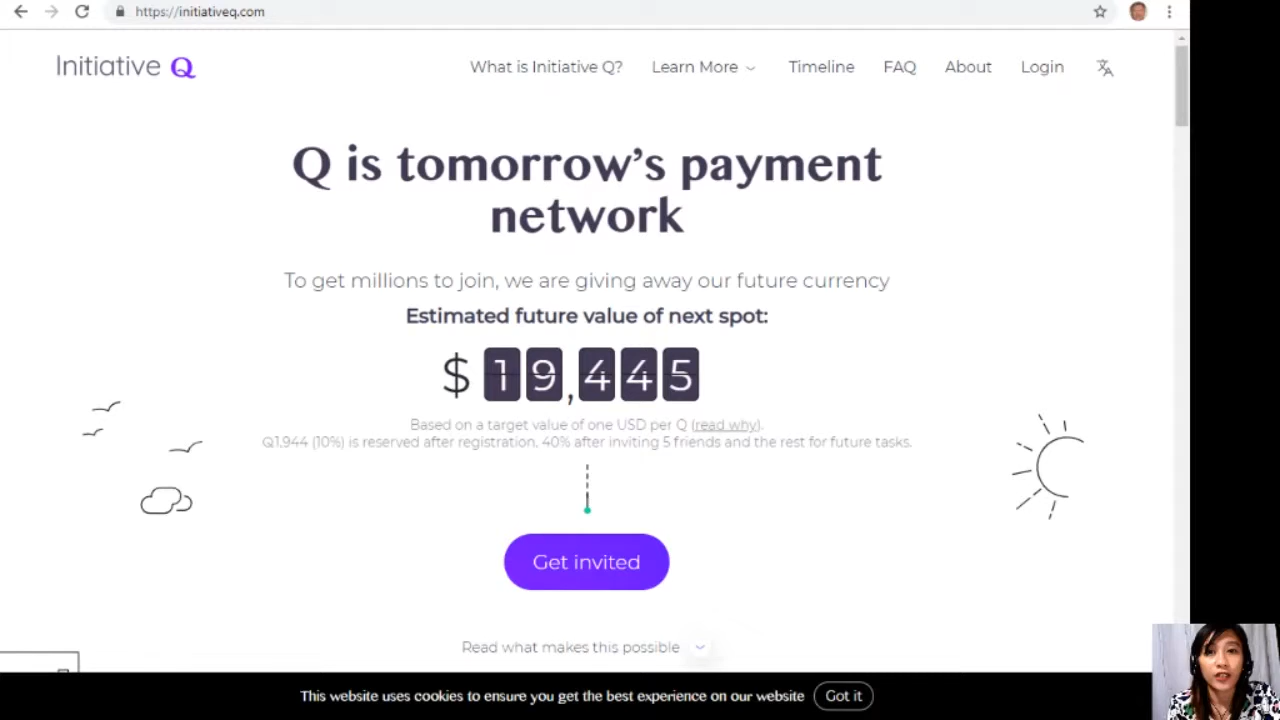 https://initiativeq.com
Initiative Q
What is Initiative Q? Learn More Timeline FAQ About Login
Q is tomorrow's payment
network
To get millions to join, we are giving away our future currency
Estimated future value of next spot:
$ 19,445
Based on a target value of one USD per Q (read why).
Q1,944 (10%) is reserved after registration, 40% after inviting 5 friends and the rest for future tasks.
Get invited
Read what makes this possible
This website uses cookies to ensure you get the best experience on our website Got it